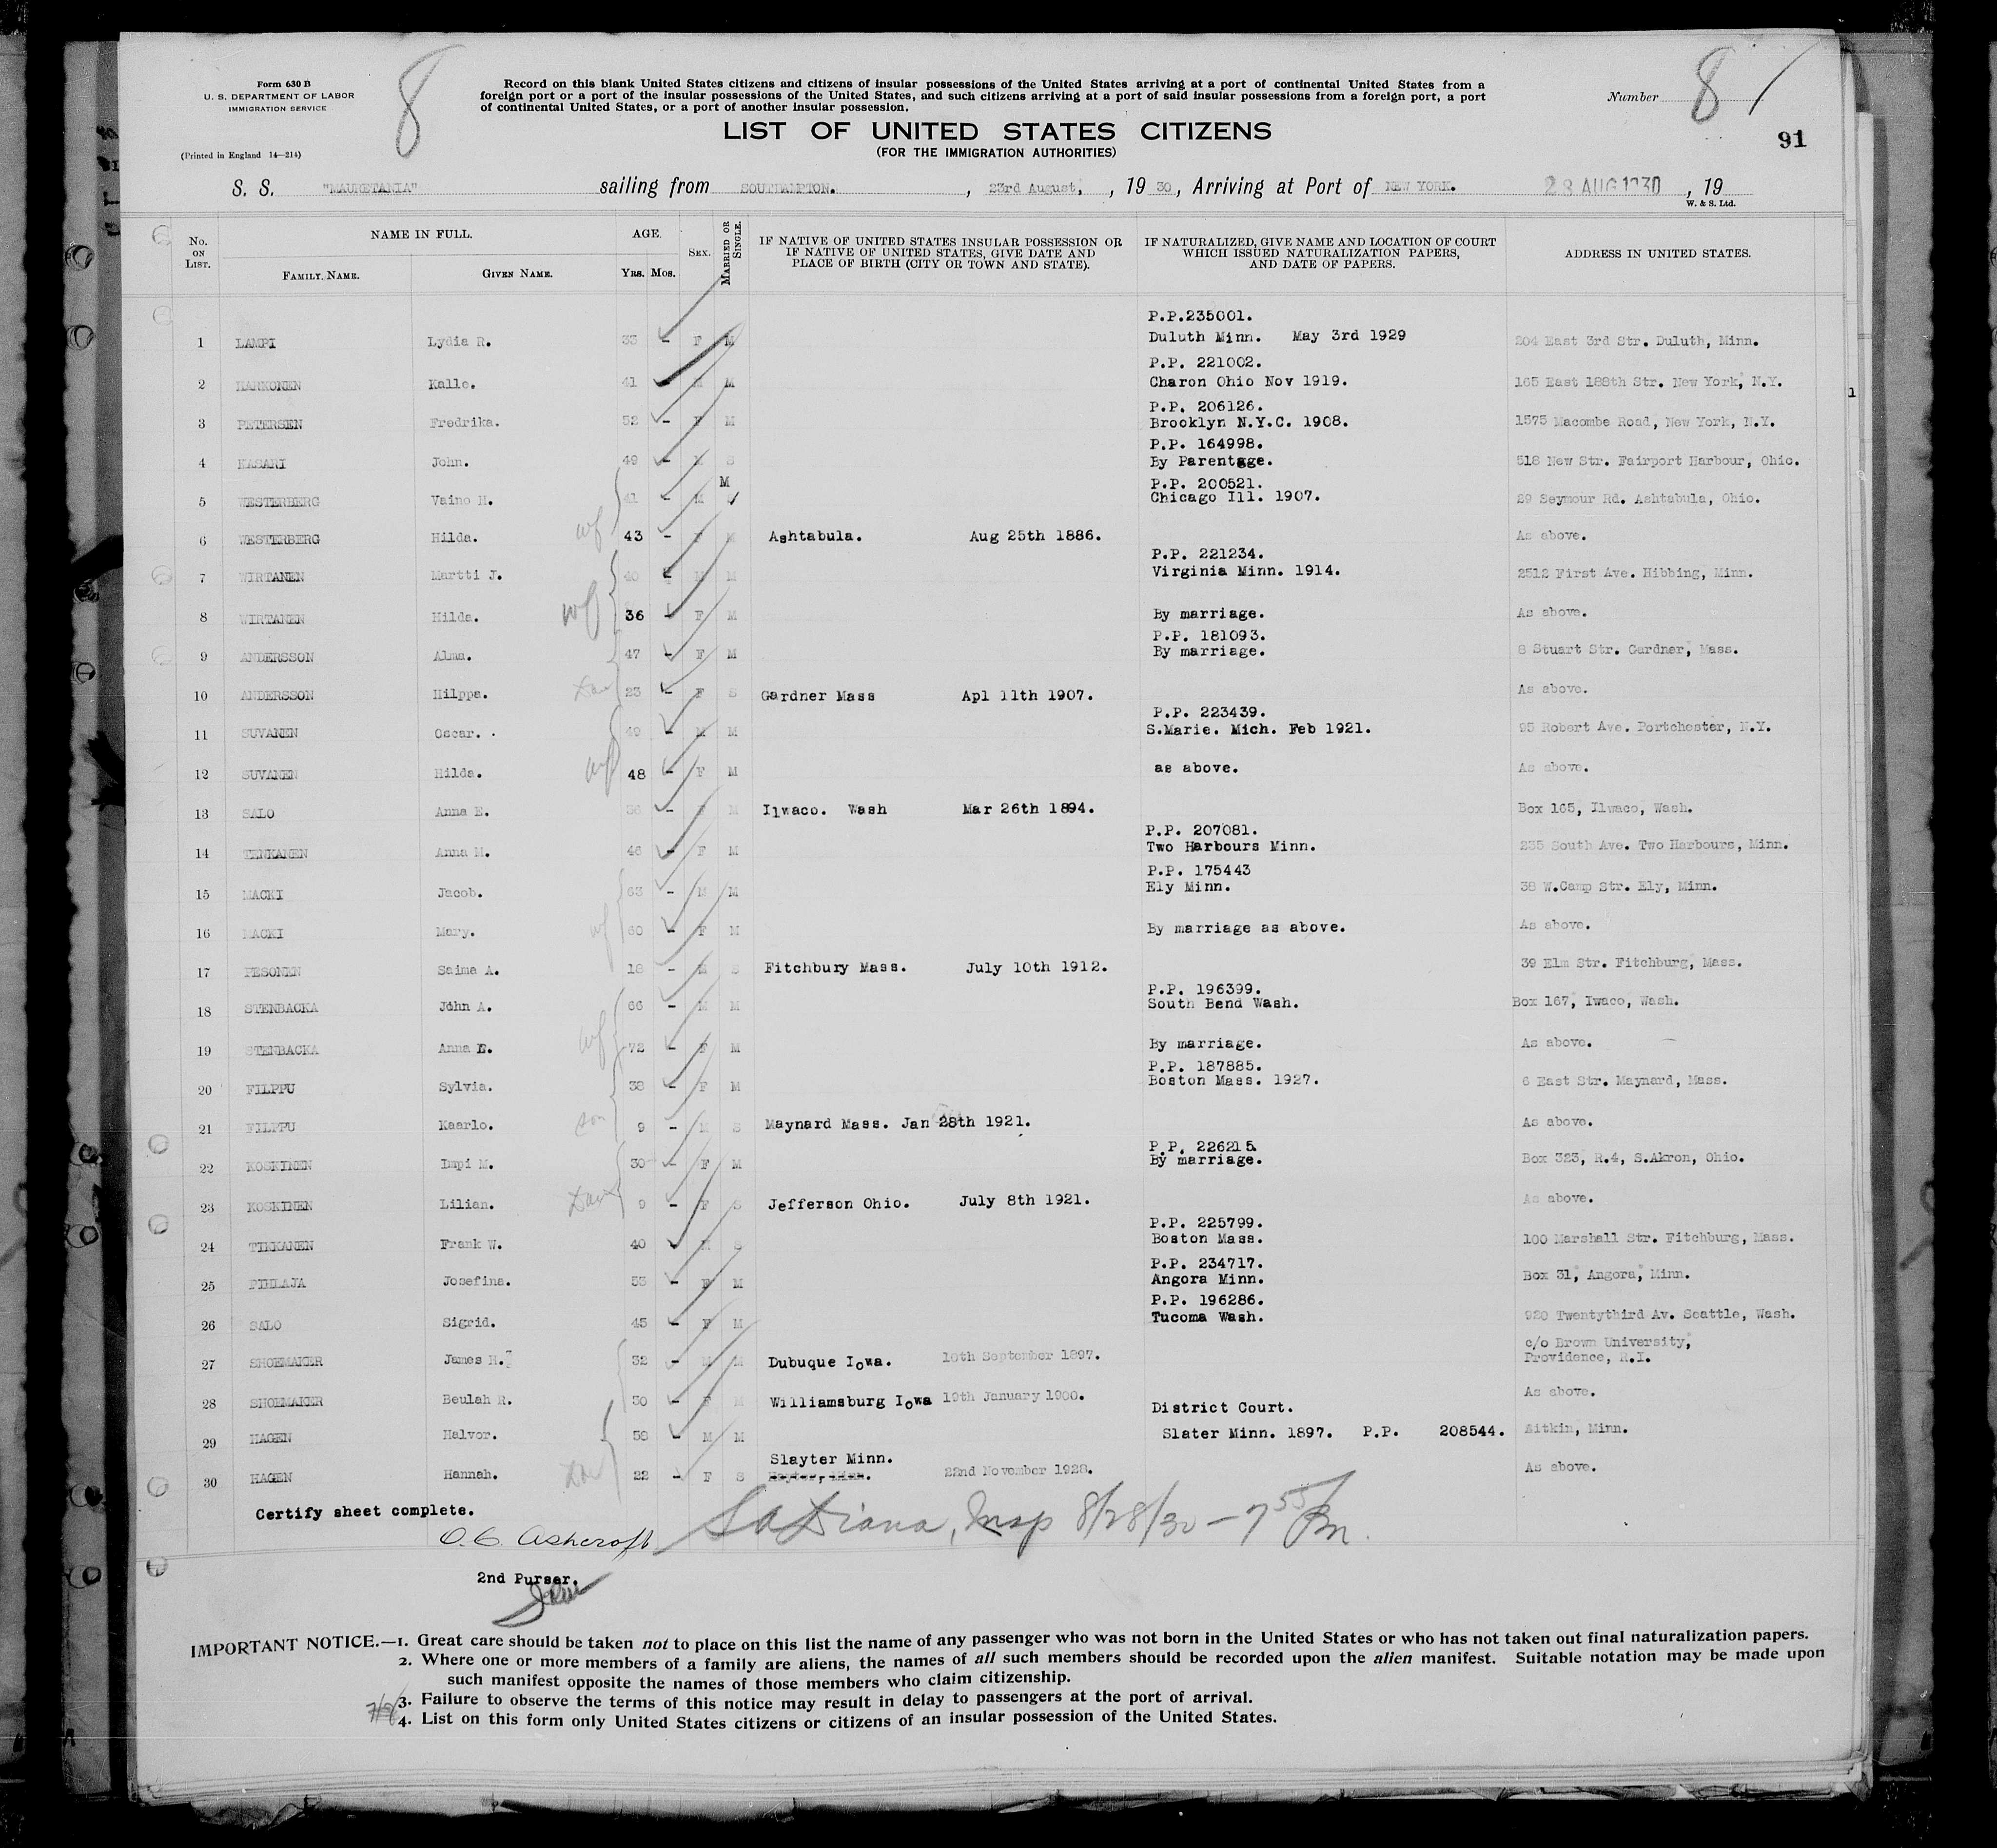 8
8 /
Form 630 B
U. S. DEPARTMENT OF LABOR
IMMIGRATION SERVICE
(Printed in England 14—214)
Record on this blank United States citizens and citizens of insular possessions of the United States arriving at a port of continental United States from a
foreign port or a port of the insular possessions of the United States, and such citizens arriving at a port of said insular possessions from a foreign port, a port
of continental United States, or a port of another insular possession.
Number
91
LIST OF UNITED STATES CITIZENS
(FOR THE IMMIGRATION AUTHORITIES)
S. S. "MAURETANIA" sailing from SOUTHAMPTON. , 23rd August, , 19 30, Arriving at Port of NEW YORK. 28 AUG 1930 , 19
W. & S. Ltd.
No. ON LIST. NAME IN FULL. FAMILY NAME. GIVEN NAME. AGE. YRS. MOS. SEX. MARRIED OR SINGLE. IF NATIVE OF UNITED STATES INSULAR POSSESSION OR IF NATIVE OF UNITED STATES, GIVE DATE AND PLACE OF BIRTH (CITY OR TOWN AND STATE). IF NATURALIZED, GIVE NAME AND LOCATION OF COURT WHICH ISSUED NATURALIZATION PAPERS, AND DATE OF PAPERS. ADDRESS IN UNITED STATES.
P.P.235001.
1 LAMPI Lydia R. 33 - F M Duluth Minn. May 3rd 1929 204 East 3rd Str. Duluth, Minn.
P.P. 221002.
2 HANKONEN Kalle. 41 - M M Charon Ohio Nov 1919. 165 East 188th Str. New York, N.Y.
P.P. 206126.
3 PETERSEN Fredrika. 52 - F M Brooklyn N.Y.C. 1908. 1575 Macombe Road, New York, N.Y.
P.P. 164998.
4 KASARI John. 49 - M S By Parentage. 518 New Str. Fairport Harbour, Ohio.
M P.P. 200521.
5 WESTERBERG Vaino H. 41 - M Chicago Ill. 1907. 29 Seymour Rd. Ashtabula, Ohio.
6 WESTERBERG Hilda. wf 43 - F M Ashtabula. Aug 25th 1886. As above.
P.P. 221234.
7 WIRTANEN Martti J. 40 - M M Virginia Minn. 1914. 2512 First Ave. Hibbing, Minn.
8 WIRTANEN Hilda. wf 36 - F M By marriage. As above.
P.P. 181093.
9 ANDERSSON Alma. 47 - F M By marriage. 8 Stuart Str. Gardner, Mass.
10 ANDERSSON Hilppa. Dau 23 - F S Gardner Mass Apl 11th 1907. As above.
P.P. 223439.
11 SUVANEN Oscar. 49 - M M S.Marie. Mich. Feb 1921. 95 Robert Ave. Portchester, N.Y.
12 SUVANEN Hilda. wf 48 - F M as above. As above.
13 SALO Anna E. 36 - F M Ilwaco. Wash Mar 26th 1894. Box 165, Ilwaco, Wash.
P.P. 207081.
14 TENKANEN Anna M. 46 - F M Two Harbours Minn. 235 South Ave. Two Harbours, Minn.
P.P. 175443
15 MACKI Jacob. 63 - M M Ely Minn. 38 W.Camp Str. Ely, Minn.
16 MACKI Mary. wf 60 - F M By marriage as above. As above.
17 PESONEN Saima A. 18 - S Fitchbury Mass. July 10th 1912. 39 Elm Str. Fitchburg, Mass.
P.P. 196399.
18 STENBACKA John A. 66 - M M South Bend Wash. Box 167, Iwaco, Wash.
19 STENBACKA Anna E. wf 72 - F M By marriage. As above.
P.P. 187885.
20 FILPPU Sylvia. 38 - F M Boston Mass. 1927. 6 East Str. Maynard, Mass.
21 FILPPU Kaarlo. son 9 - M S Maynard Mass. Jan 28th 1921. As above.
P.P. 226215
22 KOSKINEN Impi M. 30 - F M By marriage. Box 323, R.4, S.Akron, Ohio.
23 KOSKINEN Lilian. Dau 9 - F S Jefferson Ohio. July 8th 1921. As above.
P.P. 225799.
24 TIKKANEN Frank W. 40 - M S Boston Mass. 100 Marshall Str. Fitchburg, Mass.
P.P. 234717.
25 PIHLAJA Josefina. 53 - F M Angora Minn. Box 31, Angora, Minn.
P.P. 196286.
26 SALO Sigrid. 45 - F M Tucoma Wash. 920 Twentythird Av. Seattle, Wash.
c/o Brown University,
27 SHOEMAKER James H. 32 - M M Dubuque Iowa. 10th September 1897. Providence, R.I.
28 SHOEMAKER Beulah R. 30 - F M Williamsburg Iowa 19th January 1900. As above.
District Court.
29 HAGEN Halvor. 58 - M M Slater Minn. 1897. P.P. 208544. Aitkin, Minn.
Slayter Minn.
30 HAGEN Hannah. Dau 22 - F S 22nd November 1928. As above.
Certify sheet complete.
O. C. Ashcroft
Diana, Insp 8/28/30 - 7 55 Pm.
2nd Purser.
IMPORTANT NOTICE.—1. Great care should be taken not to place on this list the name of any passenger who was not born in the United States or who has not taken out final naturalization papers.
2. Where one or more members of a family are aliens, the names of all such members should be recorded upon the alien manifest. Suitable notation may be made upon
such manifest opposite the names of those members who claim citizenship.
3. Failure to observe the terms of this notice may result in delay to passengers at the port of arrival.
4. List on this form only United States citizens or citizens of an insular possession of the United States.